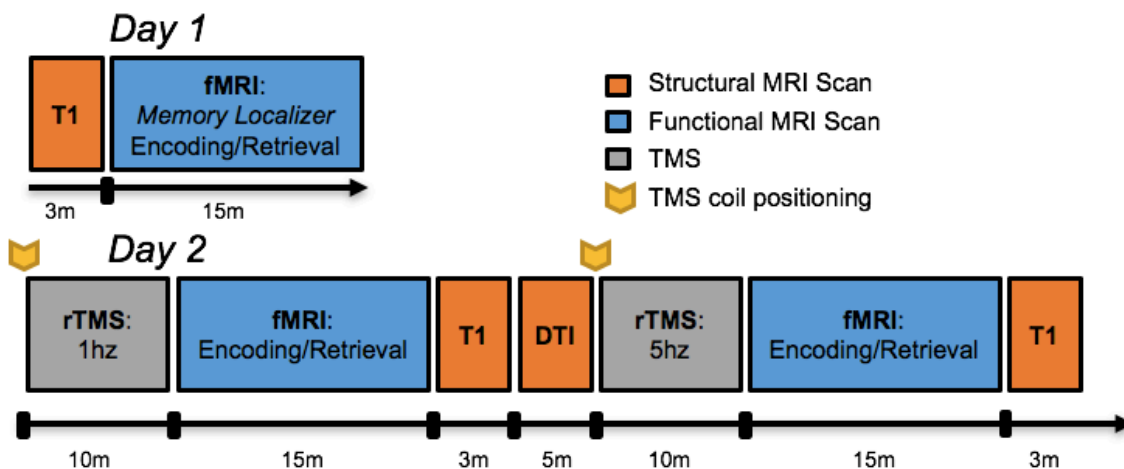 Day 1
T1
fMRI:
Memory Localizer
Encoding/Retrieval
3m
15m
Structural MRI Scan
Functional MRI Scan
TMS
TMS coil positioning
Day 2
rTMS:
1hz
fMRI:
Encoding/Retrieval
T1
DTI
rTMS:
5hz
fMRI:
Encoding/Retrieval
T1
10m
15m
3m
5m
10m
15m
3m